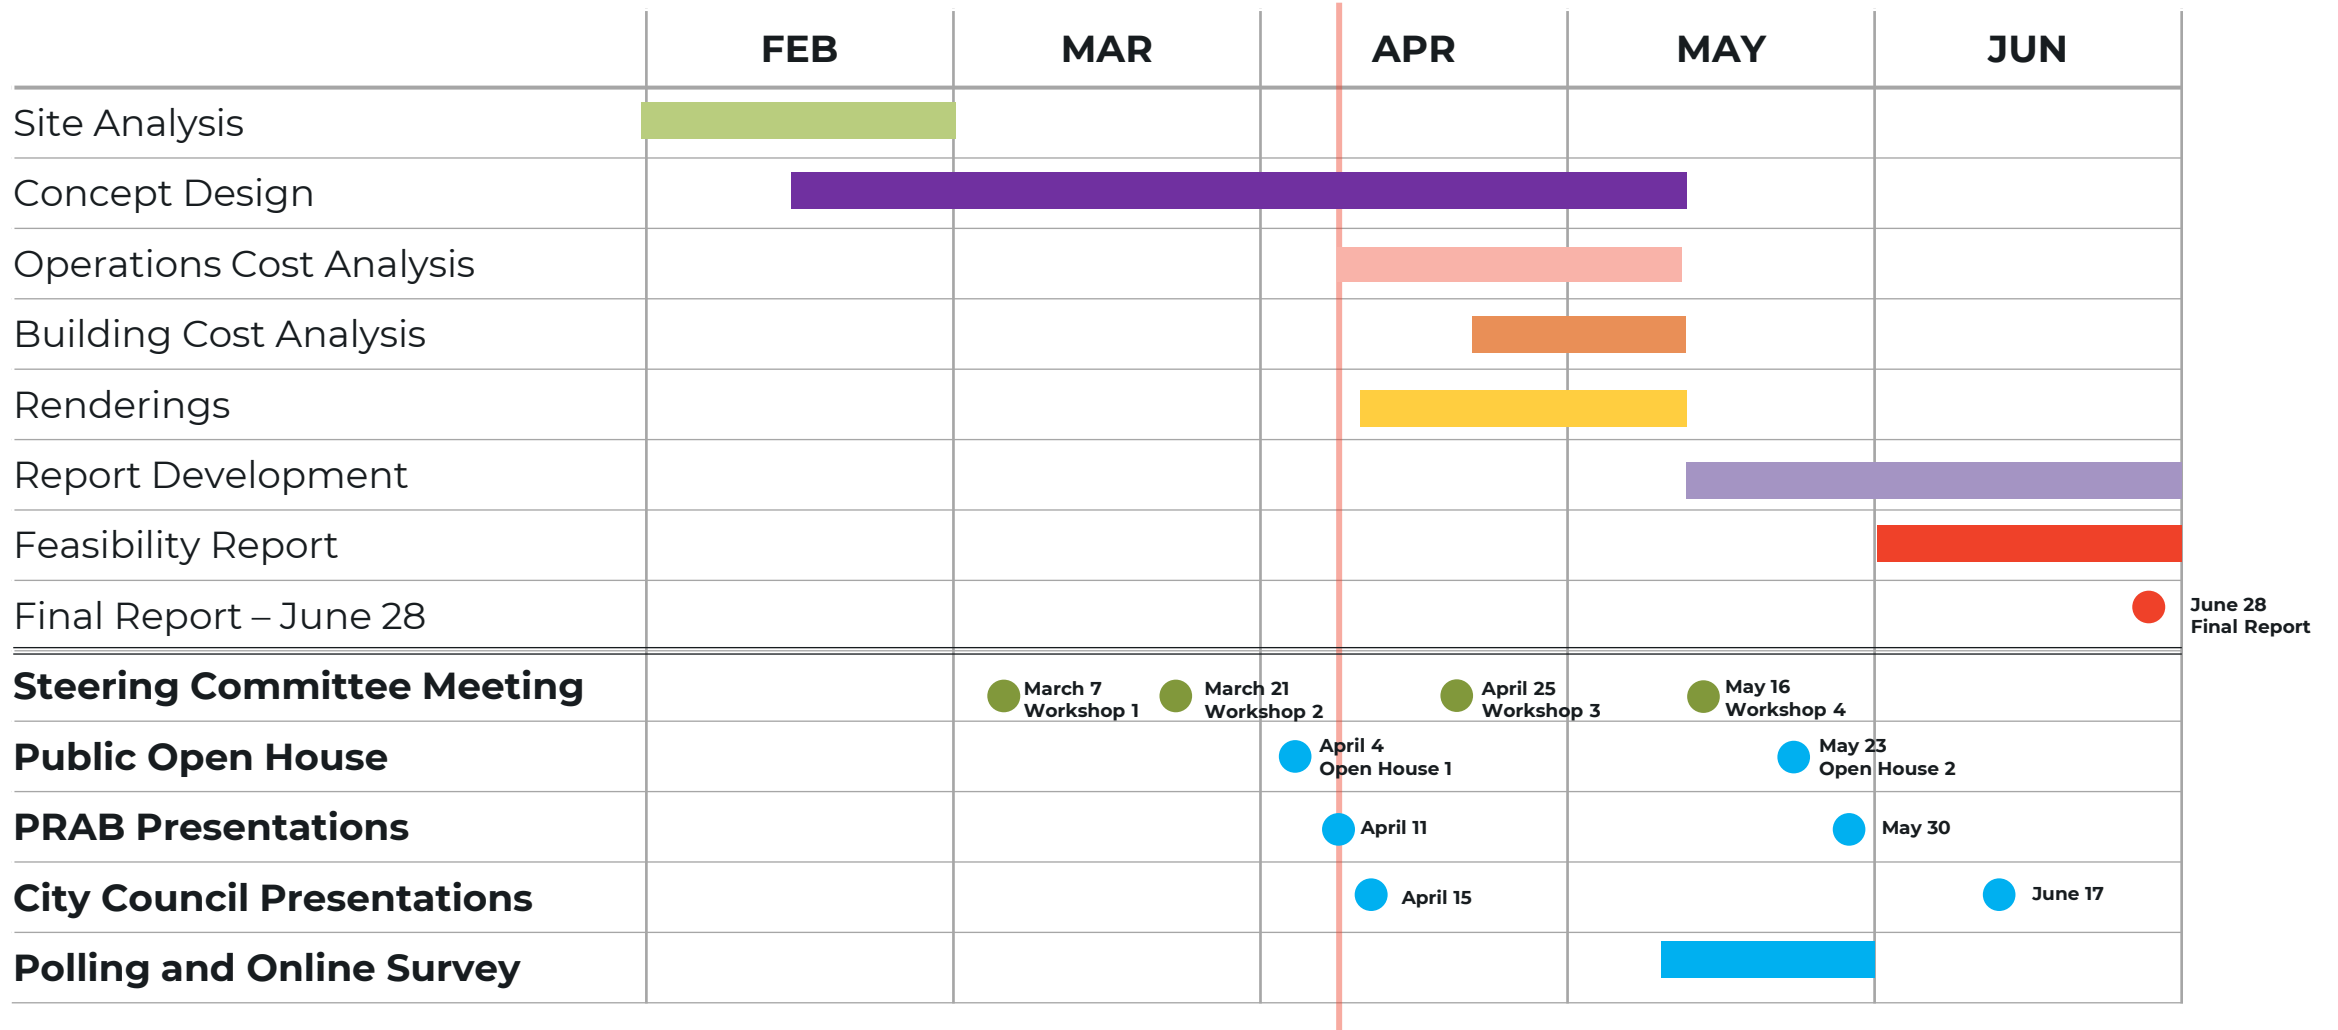 FEB MAR APR MAY JUN
Site Analysis
Concept Design
Operations Cost Analysis
Building Cost Analysis
Renderings
Report Development
Feasibility Report
Final Report – June 28
June 28
Final Report
Steering Committee Meeting
March 7
Workshop 1
March 21
Workshop 2
April 25
Workshop 3
May 16
Workshop 4
Public Open House
April 4
Open House 1
May 23
Open House 2
PRAB Presentations
April 11
May 30
City Council Presentations
April 15
June 17
Polling and Online Survey